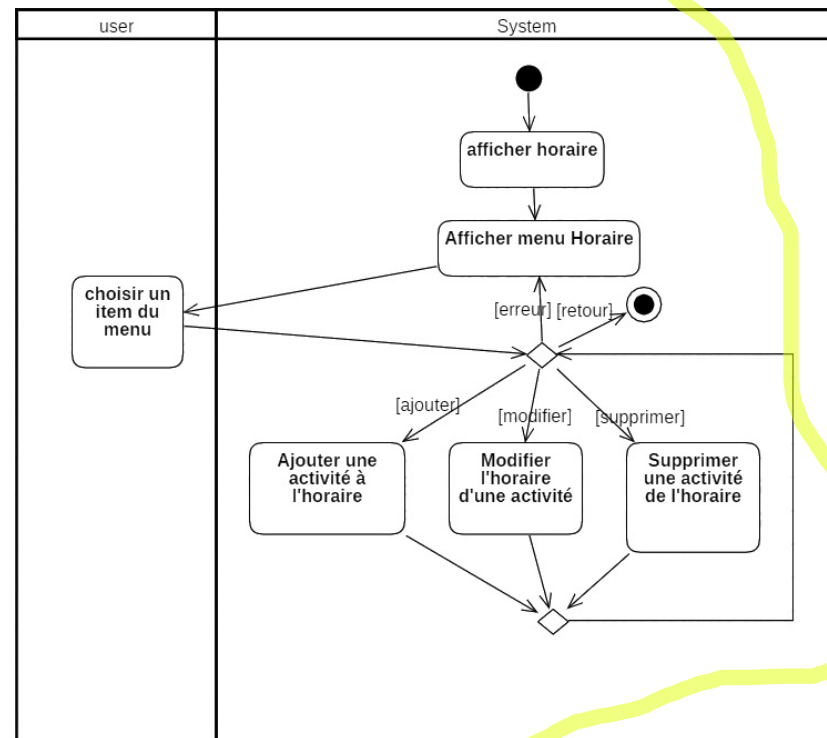 user
System
afficher horaire
Afficher menu Horaire
choisir un
item du
menu
[erreur] [retour]
[ajouter]
[modifier]
[supprimer]
Ajouter une
activité à
l'horaire
Modifier
l'horaire
d'une activité
Supprimer
une activité
de l'horaire